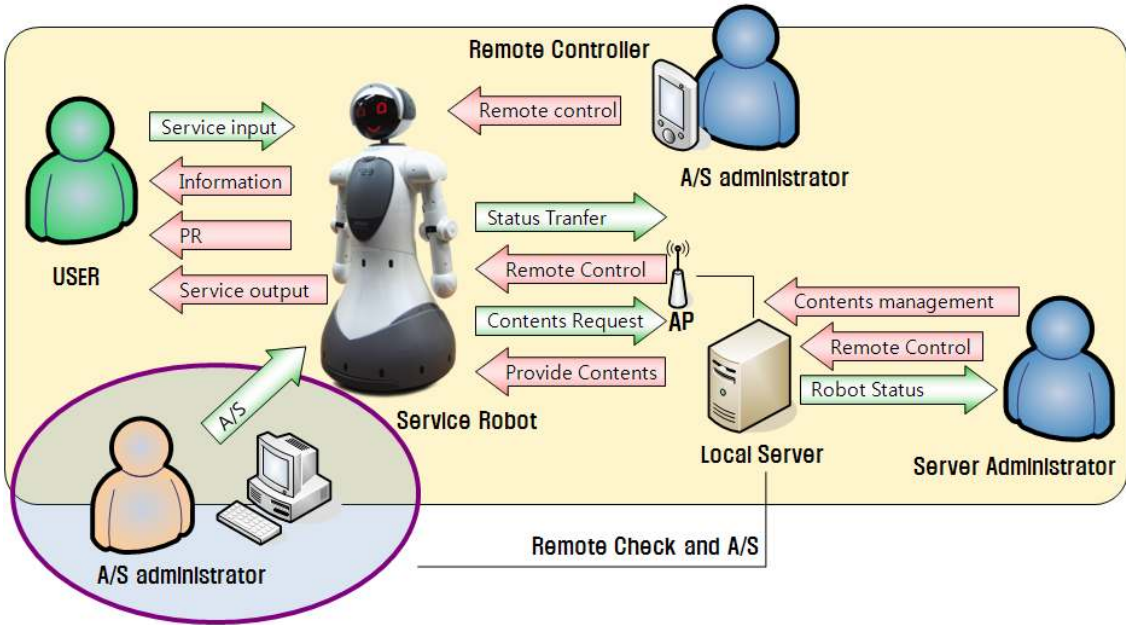 Remote Controller
Service input
Remote control
Information
A/S administrator
PR
Status Tranfer
USER
Service output
Remote Control
Contents Request
AP
Contents management
Remote Control
Provide Contents
Robot Status
A/S
Service Robot
Local Server
Server Administrator
Remote Check and A/S
A/S administrator